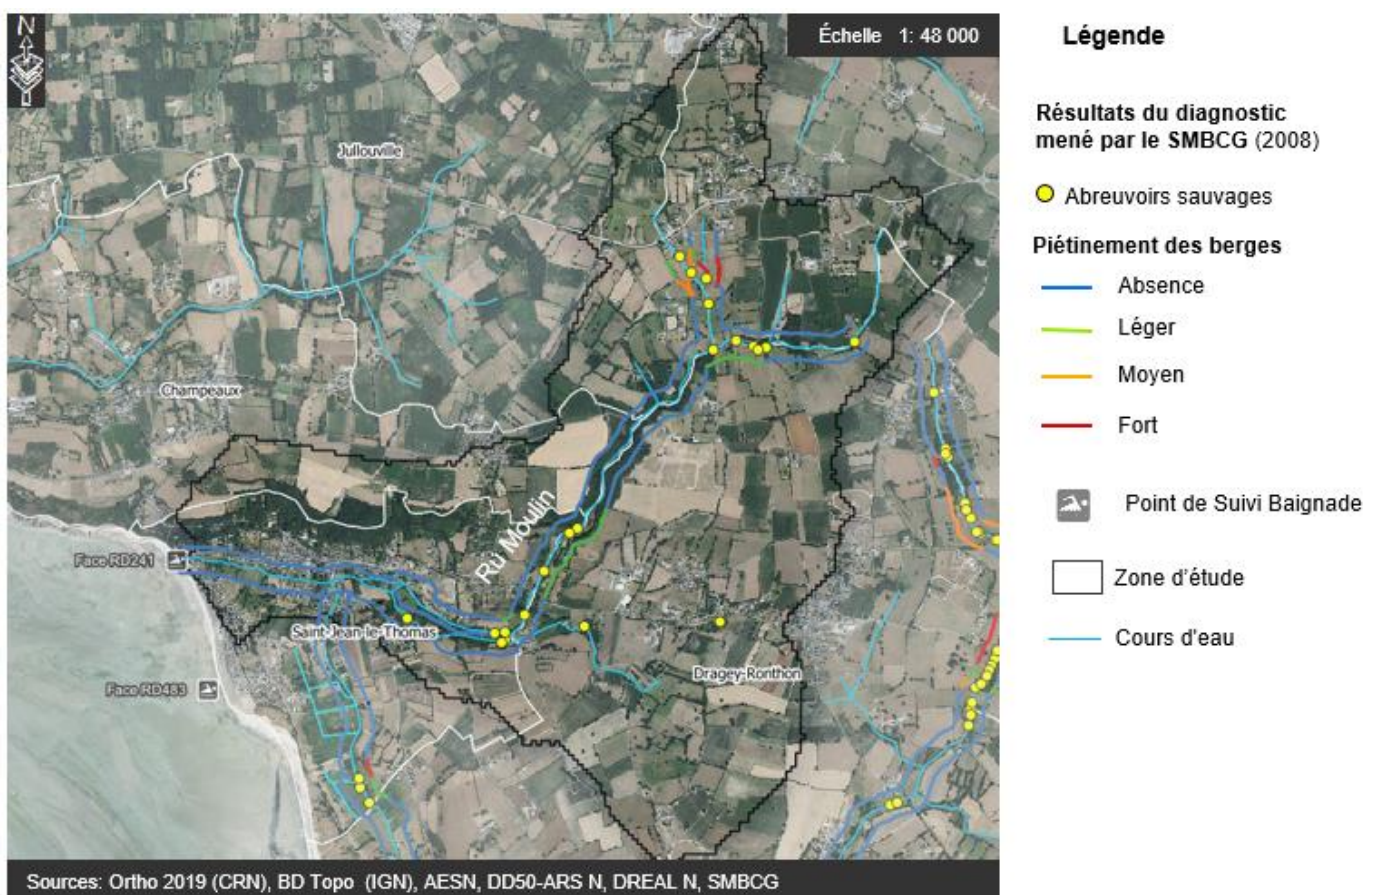 N
Échelle 1: 48 000
Jullouville
Champeaux
Ru Moulin
Face RD241
Saint-Jean-le-Thomas
Dragey-Ronthon
Face RD483
Sources: Ortho 2019 (CRN), BD Topo (IGN), AESN, DD50-ARS N, DREAL N, SMBCG
Légende
Résultats du diagnostic
mené par le SMBCG (2008)
Abreuvoirs sauvages
Piétinement des berges
Absence
Léger
Moyen
Fort
Point de Suivi Baignade
Zone d'étude
Cours d'eau